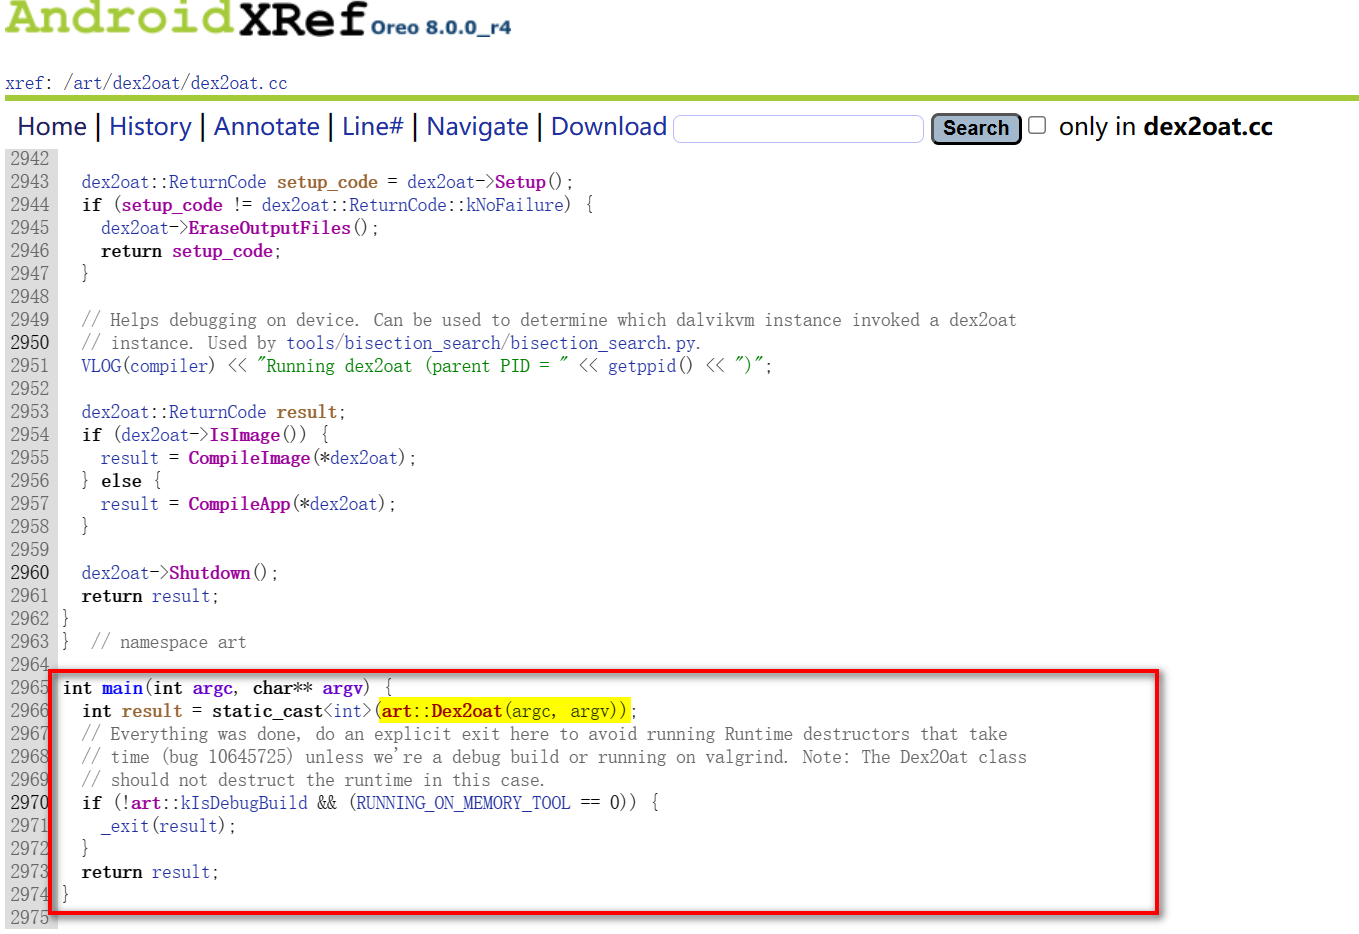 AndroidXRef Oreo 8.0.0_r4
xref: /art/dex2oat/dex2oat.cc
Home | History | Annotate | Line# | Navigate | Download Search only in dex2oat.cc
2942
2943 dex2oat::ReturnCode setup_code = dex2oat->Setup();
2944 if (setup_code != dex2oat::ReturnCode::kNoFailure) {
2945 dex2oat->EraseOutputFiles();
2946 return setup_code;
2947 }
2948
2949 // Helps debugging on device. Can be used to determine which dalvikvm instance invoked a dex2oat
2950 // instance. Used by tools/bisection_search/bisection_search.py.
2951 VLOG(compiler) << "Running dex2oat (parent PID = " << getppid() << ")";
2952
2953 dex2oat::ReturnCode result;
2954 if (dex2oat->IsImage()) {
2955 result = CompileImage(*dex2oat);
2956 } else {
2957 result = CompileApp(*dex2oat);
2958 }
2959
2960 dex2oat->Shutdown();
2961 return result;
2962 }
2963 } // namespace art
2964
2965 int main(int argc, char** argv) {
2966 int result = static_cast<int>(art::Dex2oat(argc, argv));
2967 // Everything was done, do an explicit exit here to avoid running Runtime destructors that take
2968 // time (bug 10645725) unless we're a debug build or running on valgrind. Note: The Dex2Oat class
2969 // should not destruct the runtime in this case.
2970 if (!art::kIsDebugBuild && (RUNNING_ON_MEMORY_TOOL == 0)) {
2971 _exit(result);
2972 }
2973 return result;
2974 }
2975